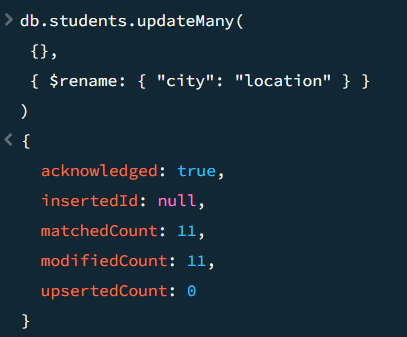 > db.students.updateMany(
{},
{ $rename: { "city": "location" } }
)
< {
acknowledged: true,
insertedId: null,
matchedCount: 11,
modifiedCount: 11,
upsertedCount: 0
}